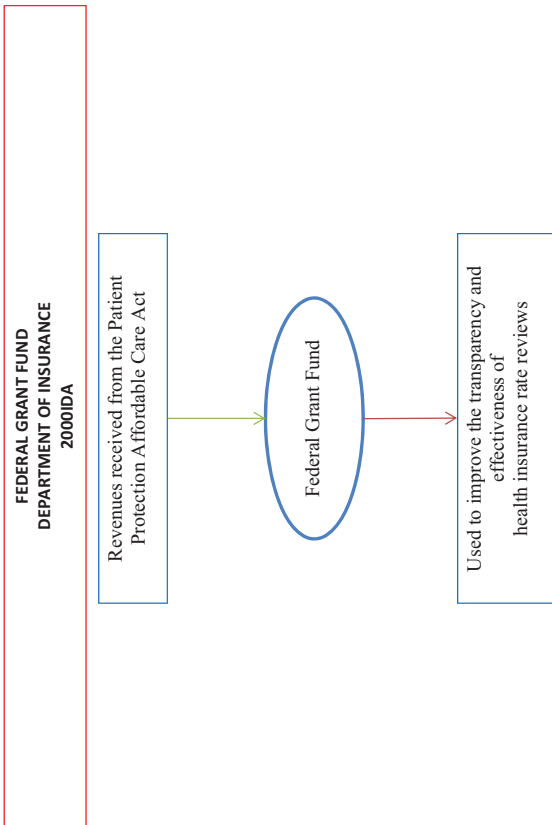 FEDERAL GRANT FUND
DEPARTMENT OF INSURANCE
2000IDA
Revenues received from the Patient
Protection Affordable Care Act
Federal Grant Fund
Used to improve the transparency and
effectiveness of
health insurance rate reviews